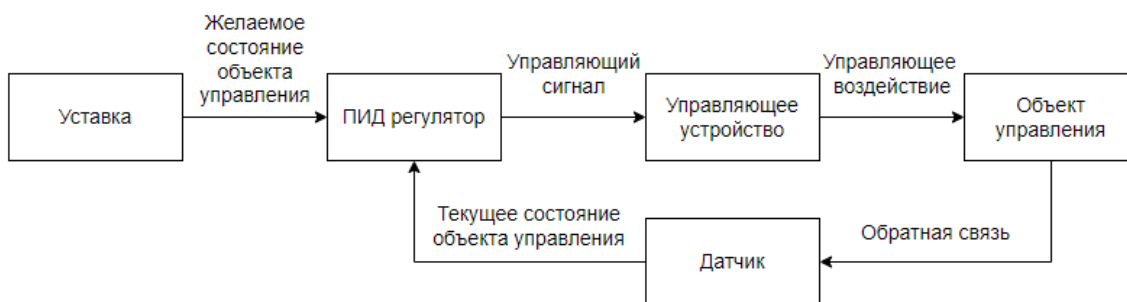 Желаемое
состояние
объекта
управления
Уставка
ПИД регулятор
Управляющий
сигнал
Управляющее
устройство
Управляющее
воздействие
Объект
управления
Текущее состояние
объекта управления
Датчик
Обратная связь